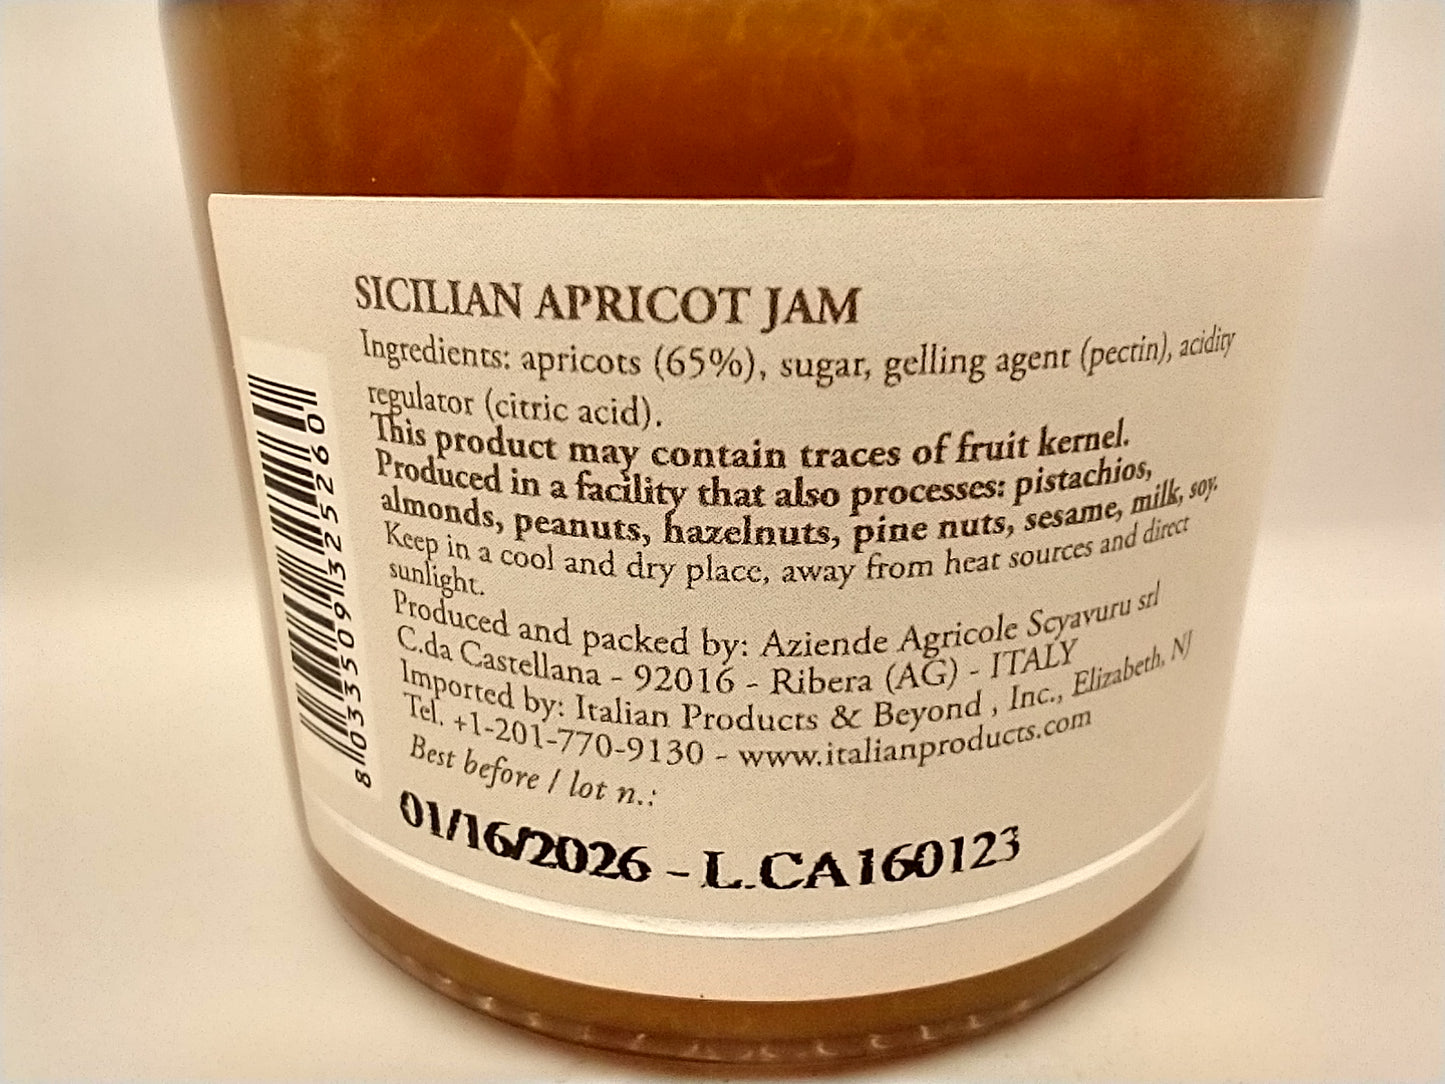 SICILIAN APRICOT JAM
Ingredients: apricots (65%), sugar, gelling agent (pectin), acidity
regulator (citric acid).
This product may contain traces of fruit kernel.
Produced in a facility that also processes: pistachios,
almonds, peanuts, hazelnuts, pine nuts, sesame, milk, soy.
Keep in a cool and dry place, away from heat sources and direct
sunlight.
Produced and packed by: Aziende Agricole Scyavuru srl
C.da Castellana - 92016 - Ribera (AG) - ITALY
Imported by: Italian Products & Beyond , Inc., Elizabeth, NJ
Tel. +1-201-770-9130 - www.italianproducts.com
Best before / lot n.:
01/16/2026 - L.CA160123
8 033509 325260